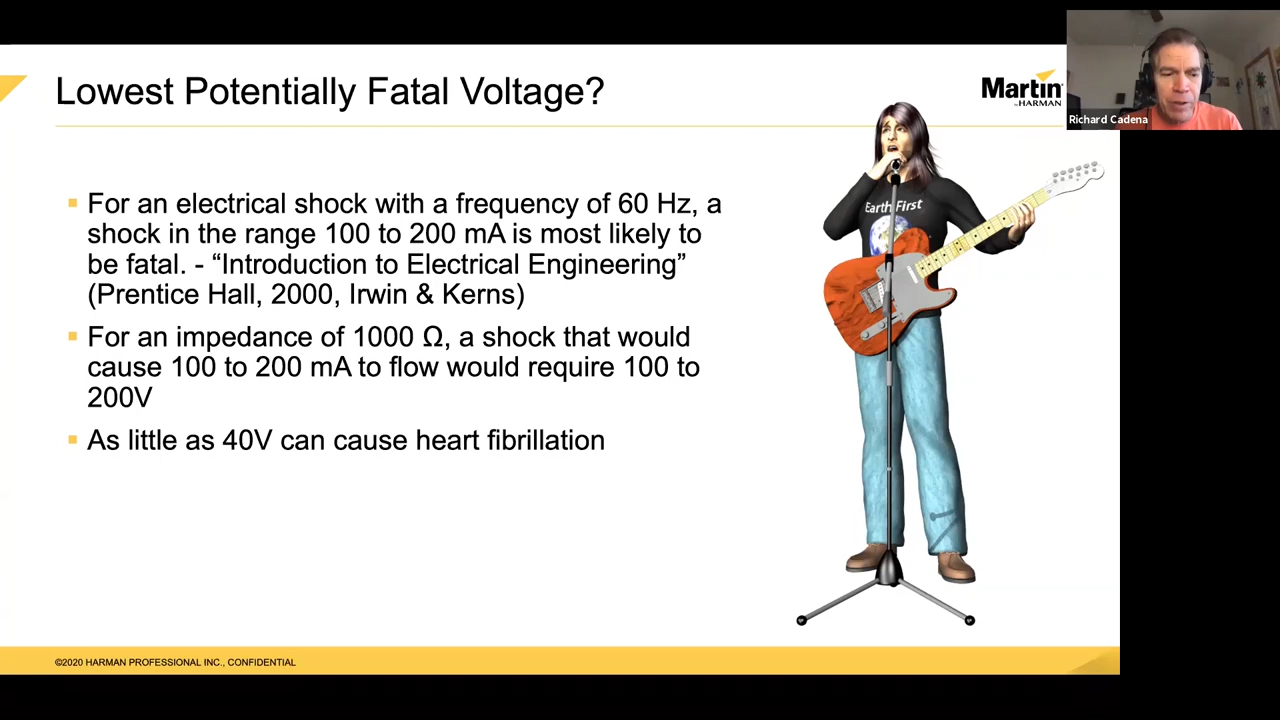 Lowest Potentially Fatal Voltage?
Martin
by HARMAN
Richard Cadena
For an electrical shock with a frequency of 60 Hz, a
shock in the range 100 to 200 mA is most likely to
be fatal. - “Introduction to Electrical Engineering”
(Prentice Hall, 2000, Irwin & Kerns)
For an impedance of 1000 Ω, a shock that would
cause 100 to 200 mA to flow would require 100 to
200V
As little as 40V can cause heart fibrillation
Earth First
©2020 HARMAN PROFESSIONAL INC., CONFIDENTIAL